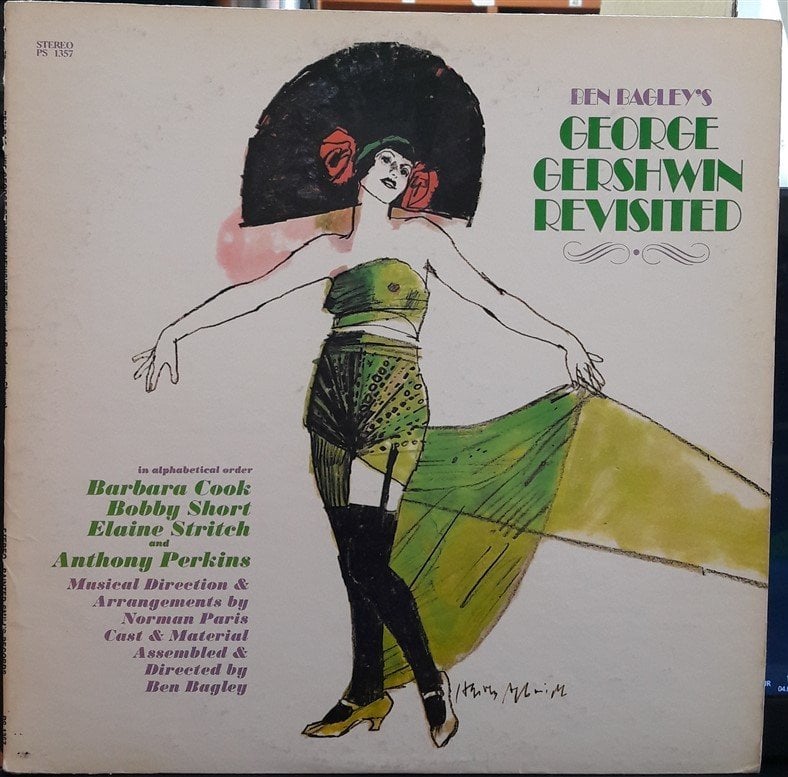 STEREO
PS 1357
BEN BAGLEY'S
GEORGE
GERSHWIN
REVISITED
in alphabetical order
Barbara Cook
Bobby Short
Elaine Stritch
and
Anthony Perkins
Musical Direction &
Arrangements by
Norman Paris
Cast & Material
Assembled &
Directed by
Ben Bagley